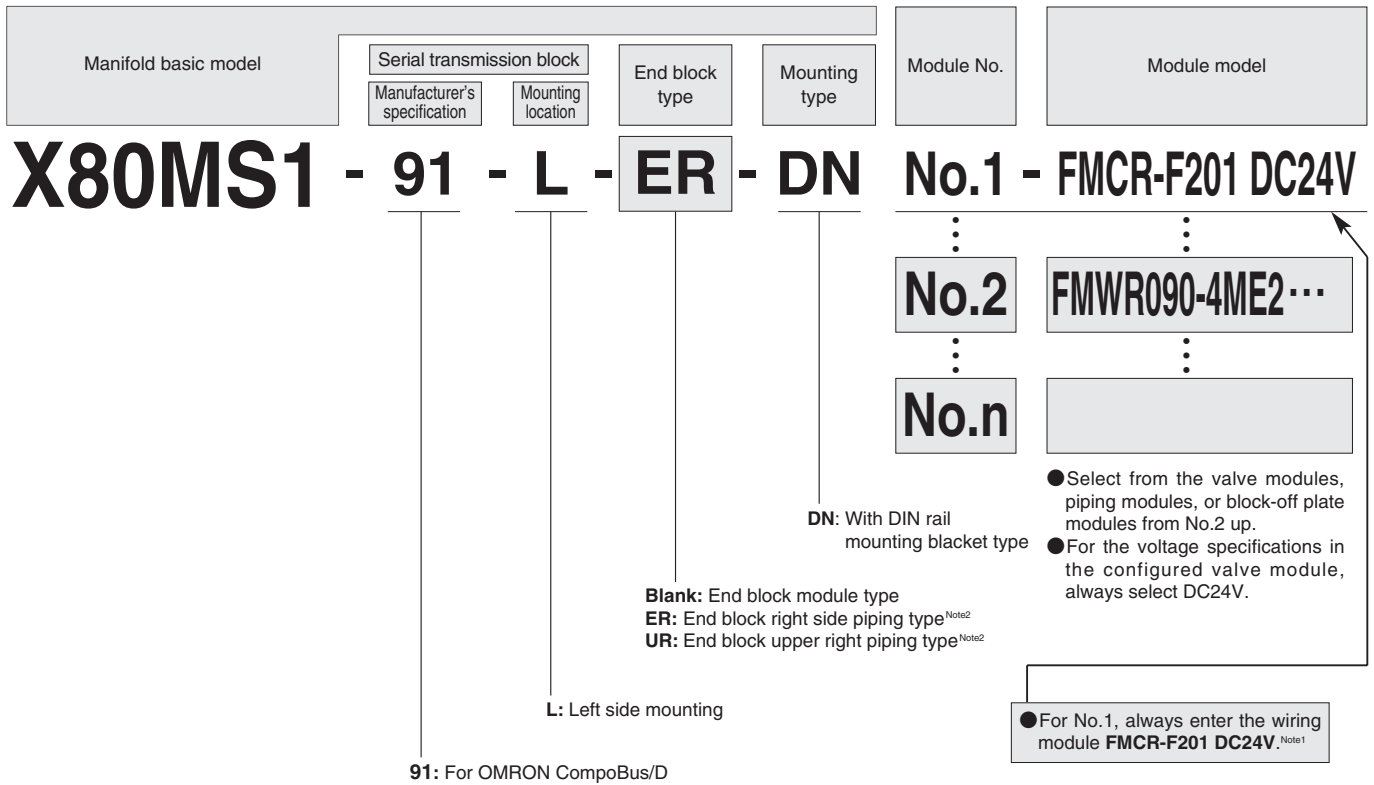 Manifold basic model
Serial transmission block
Manufacturer's
specification
Mounting
location
End block
type
Mounting
type
Module No.
Module model
X80MS1 - 91 - L - ER - DN No.1 - FMCR-F201 DC24V
No.2 FMWR090-4ME2···
No.n
●Select from the valve modules,
piping modules, or block-off plate
modules from No.2 up.
●For the voltage specifications in
the configured valve module,
always select DC24V.
DN: With DIN rail
mounting blacket type
Blank: End block module type
ER: End block right side piping typeNote2
UR: End block upper right piping typeNote2
L: Left side mounting
●For No.1, always enter the wiring
module FMCR-F201 DC24V.Note1
91: For OMRON CompoBus/D